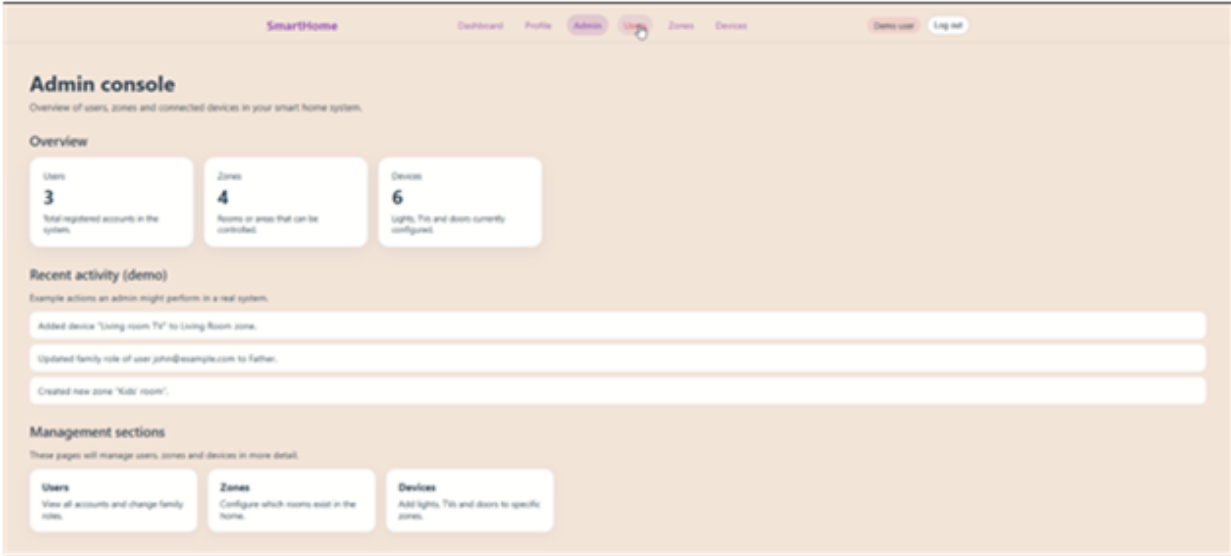 SmartHome
Dashboard Profile Admin Users Zones Devices
Demo user Log out
Admin console
Overview of users, zones and connected devices in your smart home system.
Overview
Users
3
Total registered accounts in the
system.
Zones
4
Rooms or areas that can be
controlled.
Devices
6
Lights, TVs and doors currently
configured.
Recent activity (demo)
Example actions an admin might perform in a real system.
Added device "Living room TV" to Living Room zone.
Updated family role of user john@example.com to Father.
Created new zone "Kids' room".
Management sections
These pages will manage users, zones and devices in more detail.
Users
View all accounts and change family
roles.
Zones
Configure which rooms exist in the
home.
Devices
Add lights, TVs and doors to specific
zones.